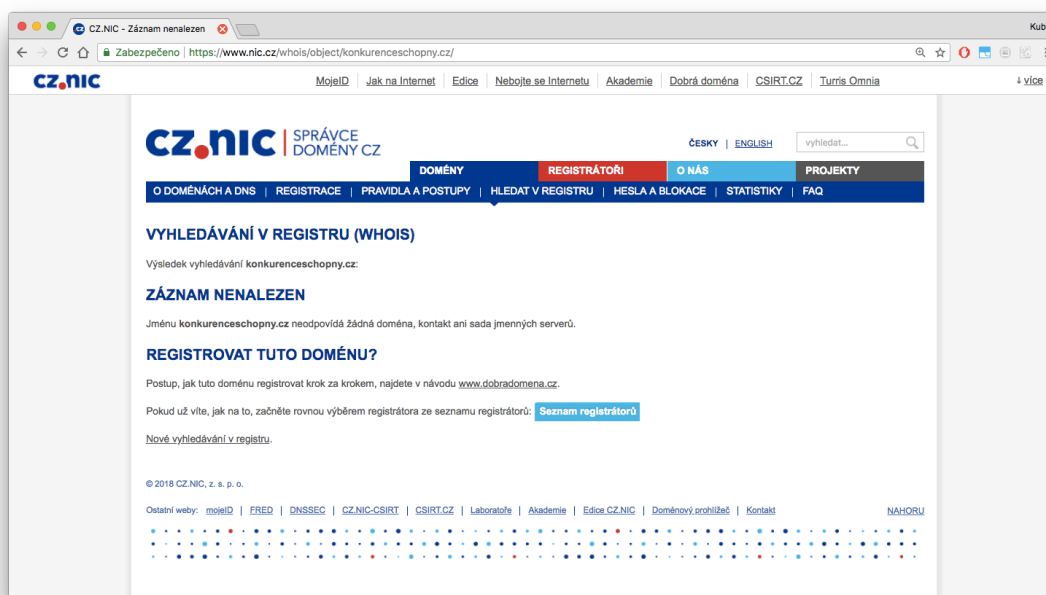 CZ.NIC - Záznam nenalezen
Kub
Zabezpečeno | https://www.nic.cz/whois/object/konkurenceschopny.cz/
CZ.NIC
MojeID | Jak na Internet | Edice | Nebojte se Internetu | Akademie | Dobrá doména | CSIRT.CZ | Turris Omnia
↓ více
CZ.NIC | SPRÁVCE
DOMÉNY CZ
ČESKY | ENGLISH
vyhledat...
DOMÉNY REGISTRÁTOŘI O NÁS PROJEKTY
O DOMÉNÁCH A DNS | REGISTRACE | PRAVIDLA A POSTUPY | HLEDAT V REGISTRU | HESLA A BLOKACE | STATISTIKY | FAQ
VYHLEDÁVÁNÍ V REGISTRU (WHOIS)
Výsledek vyhledávání konkurenceschopny.cz:
ZÁZNAM NENALEZEN
Jménu konkurenceschopny.cz neodpovídá žádná doména, kontakt ani sada jmenných serverů.
REGISTROVAT TUTO DOMÉNU?
Postup, jak tuto doménu registrovat krok za krokem, najdete v návodu www.dobradomena.cz.
Pokud už víte, jak na to, začněte rovnou výběrem registrátora ze seznamu registrátorů: Seznam registrátorů
Nové vyhledávání v registru.
© 2018 CZ.NIC, z. s. p. o.
Ostatní weby: mojeID | FRED | DNSSEC | CZ.NIC-CSIRT | CSIRT.CZ | Laboratoře | Akademie | Edice CZ.NIC | Doménový prohlížeč | Kontakt
NAHORU